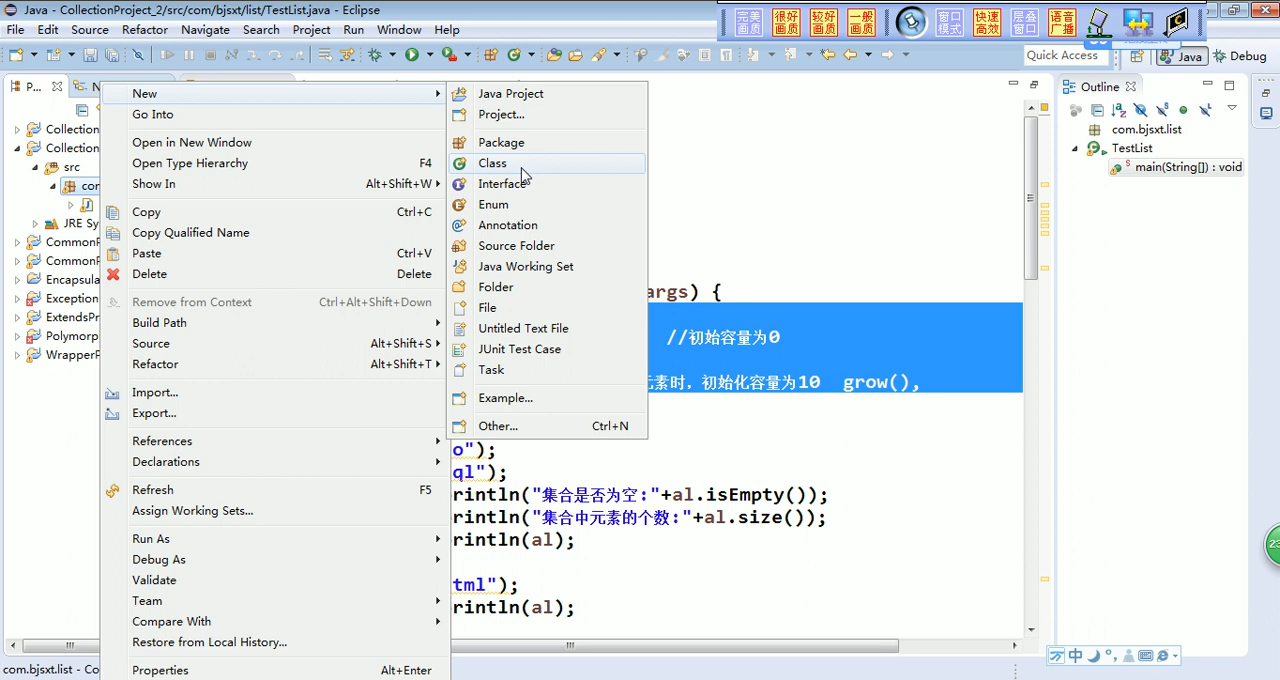 Java - CollectionProject_2/src/com/bjsxt/list/TestList.java - Eclipse
完美画质 很好画质 较好画质 一般画质 窗口模式 快速高效 层叠窗口 语音广播
File Edit Source Refactor Navigate Search Project Run Window Help
Quick Access Java Debug
P... N
Collection
Collection
src
cor
JRE Sy
CommonP
CommonP
Encapsula
Exception
ExtendsPr
Polymorp
WrapperP
New
Go Into
Open in New Window
Open Type Hierarchy F4
Show In Alt+Shift+W
Copy Ctrl+C
Copy Qualified Name
Paste Ctrl+V
Delete Delete
Remove from Context Ctrl+Alt+Shift+Down
Build Path
Source Alt+Shift+S
Refactor Alt+Shift+T
Import...
Export...
References
Declarations
Refresh F5
Assign Working Sets...
Run As
Debug As
Validate
Team
Compare With
Restore from Local History...
Properties Alt+Enter
Java Project
Project...
Package
Class
Interface
Enum
Annotation
Source Folder
Java Working Set
Folder
File
Untitled Text File
JUnit Test Case
Task
Example...
Other... Ctrl+N
args) {
//初始容量为0
元素时，初始化容量为10 grow(),
o");
ql");
rintln("集合是否为空:"+al.isEmpty());
rintln("集合中元素的个数:"+al.size());
rintln(al);
tml");
rintln(al);
Outline
com.bjsxt.list
TestList
main(String[]) : void
23
com.bjsxt.list - Co
中